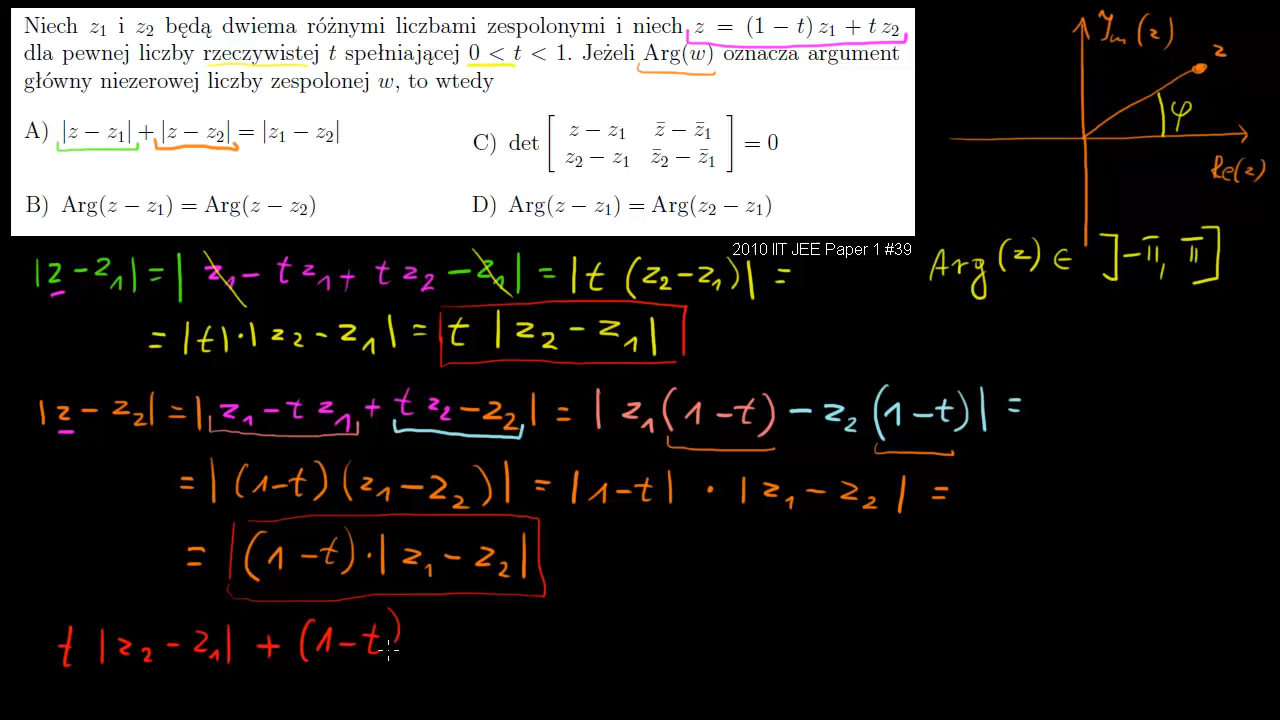 Niech z₁ i z₂ będą dwiema różnymi liczbami zespolonymi i niech z = (1 − t) z₁ + t z₂
dla pewnej liczby rzeczywistej t spełniającej 0 < t < 1. Jeżeli Arg(w) oznacza argument
główny niezerowej liczby zespolonej w, to wtedy
A) |z − z₁| + |z − z₂| = |z₁ − z₂|
B) Arg(z − z₁) = Arg(z − z₂)
C) det [ z − z₁  z̄ − z̄₁
z₂ − z₁  z̄₂ − z̄₁ ] = 0
D) Arg(z − z₁) = Arg(z₂ − z₁)
2010 IIT JEE Paper 1 #39
Im(z)
z
φ
Re(z)
Arg(z) ∈ ]−π, π]
|z − z₁| = | z₁ − t z₁ + t z₂ − z₁| = |t (z₂ − z₁)| =
= |t| · |z₂ − z₁| = t |z₂ − z₁|
|z − z₂| = |z₁ − t z₁ + t z₂ − z₂| = | z₁ (1 − t) − z₂ (1 − t)| =
= |(1 − t) (z₁ − z₂)| = |1 − t| · |z₁ − z₂| =
= (1 − t) · |z₁ − z₂|
t |z₂ − z₁| + (1 − t)